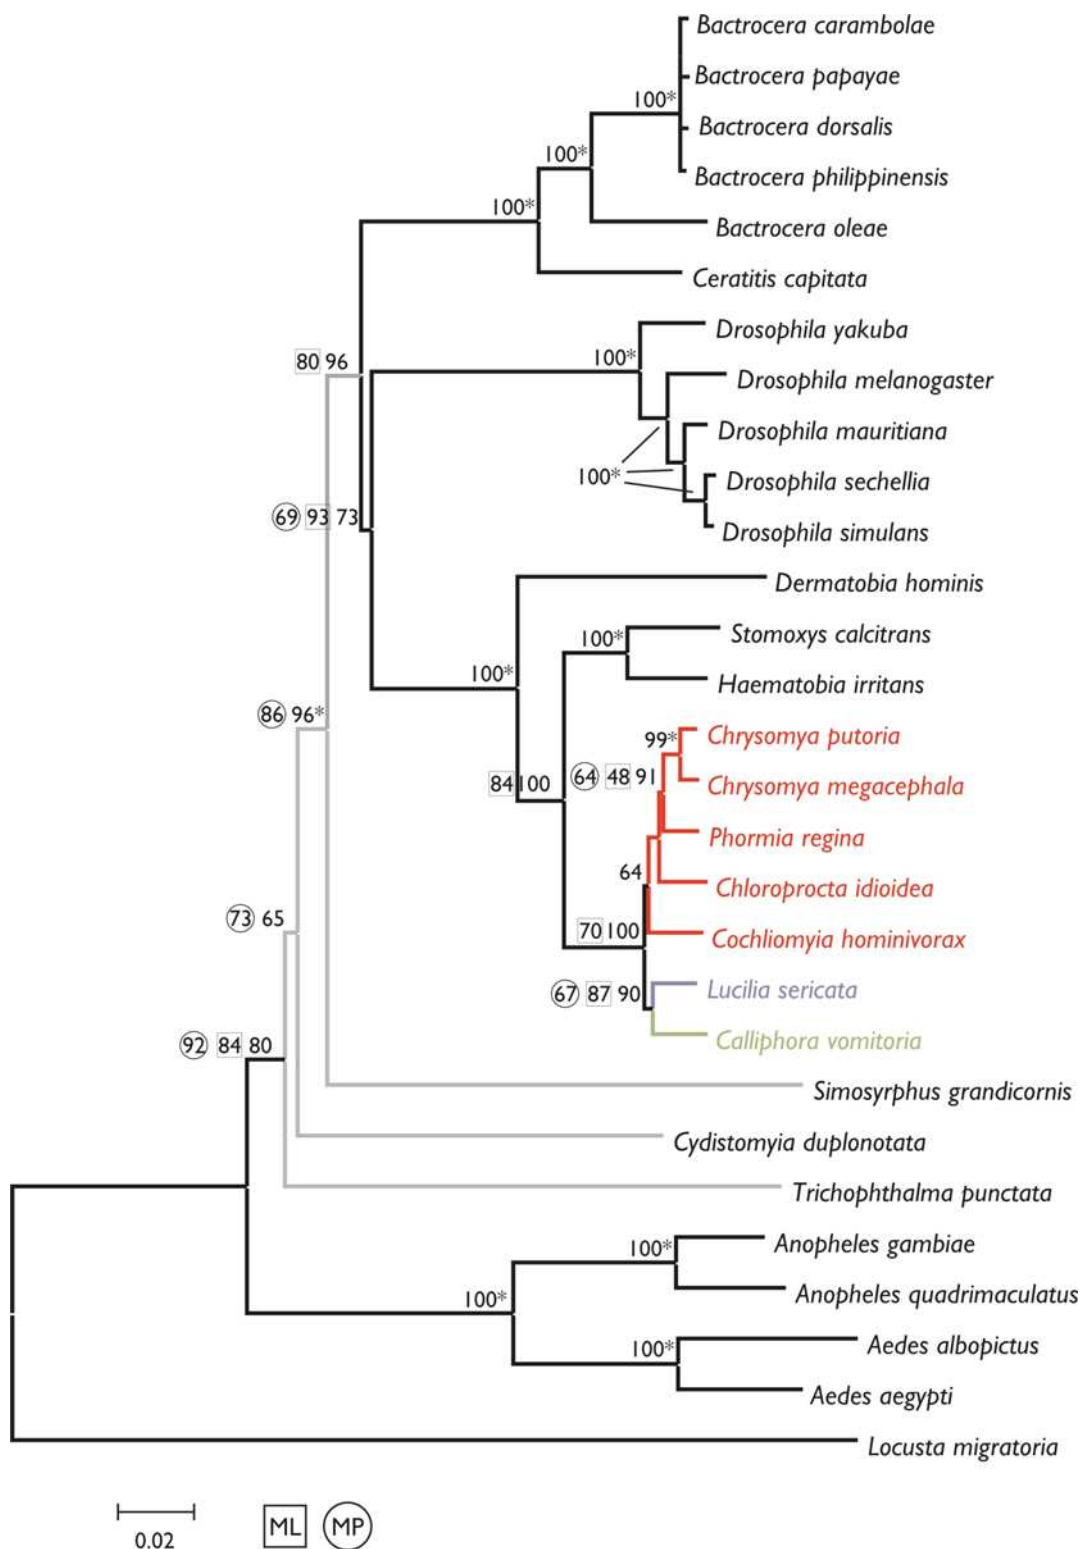 Bactrocera carambolae
Bactrocera papayae
100*
Bactrocera dorsalis
100*
Bactrocera philippinensis
100*
Bactrocera oleae
Ceratitis capitata
Drosophila yakuba
80 96
100*
Drosophila melanogaster
Drosophila mauritiana
100*
Drosophila sechellia
69 93 73
Drosophila simulans
Dermatobia hominis
100*
Stomoxys calcitrans
100*
Haematobia irritans
86 96*
99*
Chrysomya putoria
84 100
64 48 91
Chrysomya megacephala
Phormia regina
64
Chloroprocta idioidea
73 65
70 100
Cochliomyia hominivorax
67 87 90
Lucilia sericata
Calliphora vomitoria
92 84 80
Simosyrphus grandicornis
Cydistomyia duplonotata
Trichophthalma punctata
100*
Anopheles gambiae
100*
Anopheles quadrimaculatus
100*
Aedes albopictus
Aedes aegypti
Locusta migratoria
0.02
ML
MP